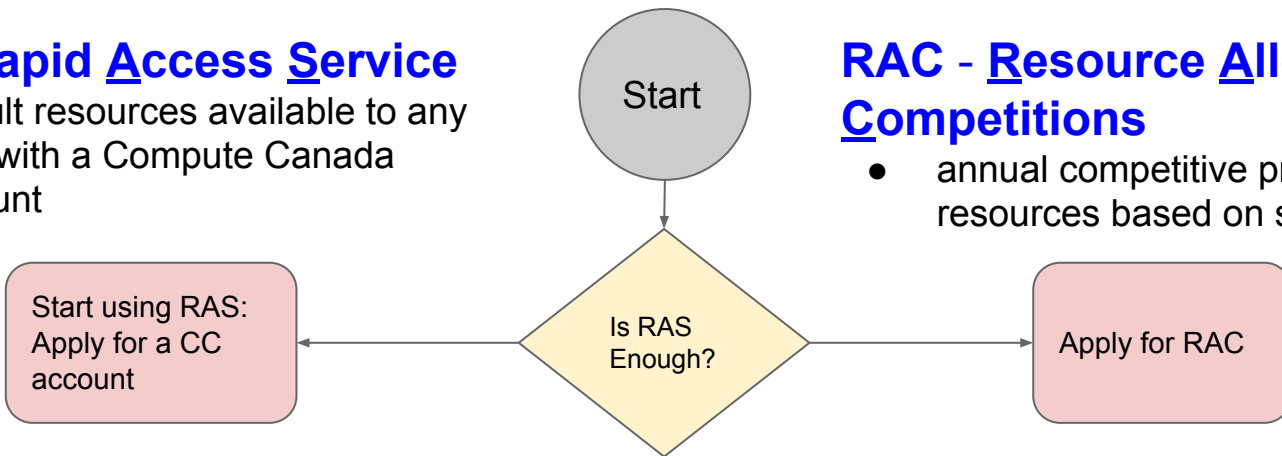 apid Access Service
ult resources available to any
with a Compute Canada
unt
Start
RAC - Resource All
Competitions
● annual competitive pr
resources based on s
Start using RAS:
Apply for a CC
account
Is RAS
Enough?
Apply for RAC